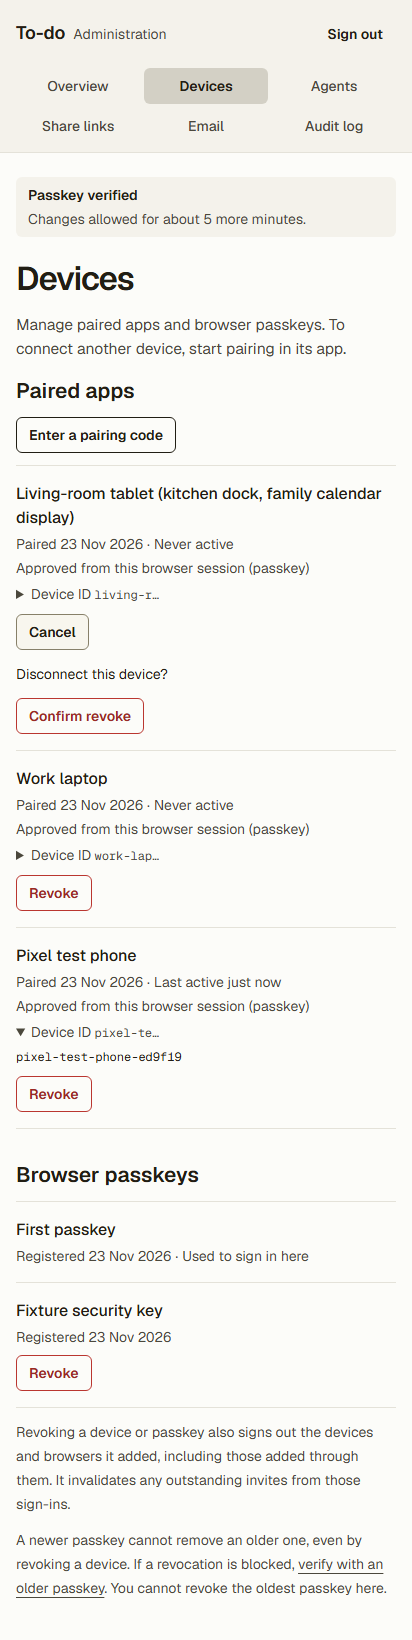 To-do Administration
Sign out
Overview
Devices
Agents
Share links
Email
Audit log
Passkey verified
Changes allowed for about 5 more minutes.
Devices
Manage paired apps and browser passkeys. To
connect another device, start pairing in its app.
Paired apps
Enter a pairing code
Living-room tablet (kitchen dock, family calendar
display)
Paired 23 Nov 2026 · Never active
Approved from this browser session (passkey)
Device ID living-r…
Cancel
Disconnect this device?
Confirm revoke
Work laptop
Paired 23 Nov 2026 · Never active
Approved from this browser session (passkey)
Device ID work-lap…
Revoke
Pixel test phone
Paired 23 Nov 2026 · Last active just now
Approved from this browser session (passkey)
Device ID pixel-te…
pixel-test-phone-ed9f19
Revoke
Browser passkeys
First passkey
Registered 23 Nov 2026 · Used to sign in here
Fixture security key
Registered 23 Nov 2026
Revoke
Revoking a device or passkey also signs out the devices
and browsers it added, including those added through
them. It invalidates any outstanding invites from those
sign-ins.
A newer passkey cannot remove an older one, even by
revoking a device. If a revocation is blocked, verify with an
older passkey. You cannot revoke the oldest passkey here.